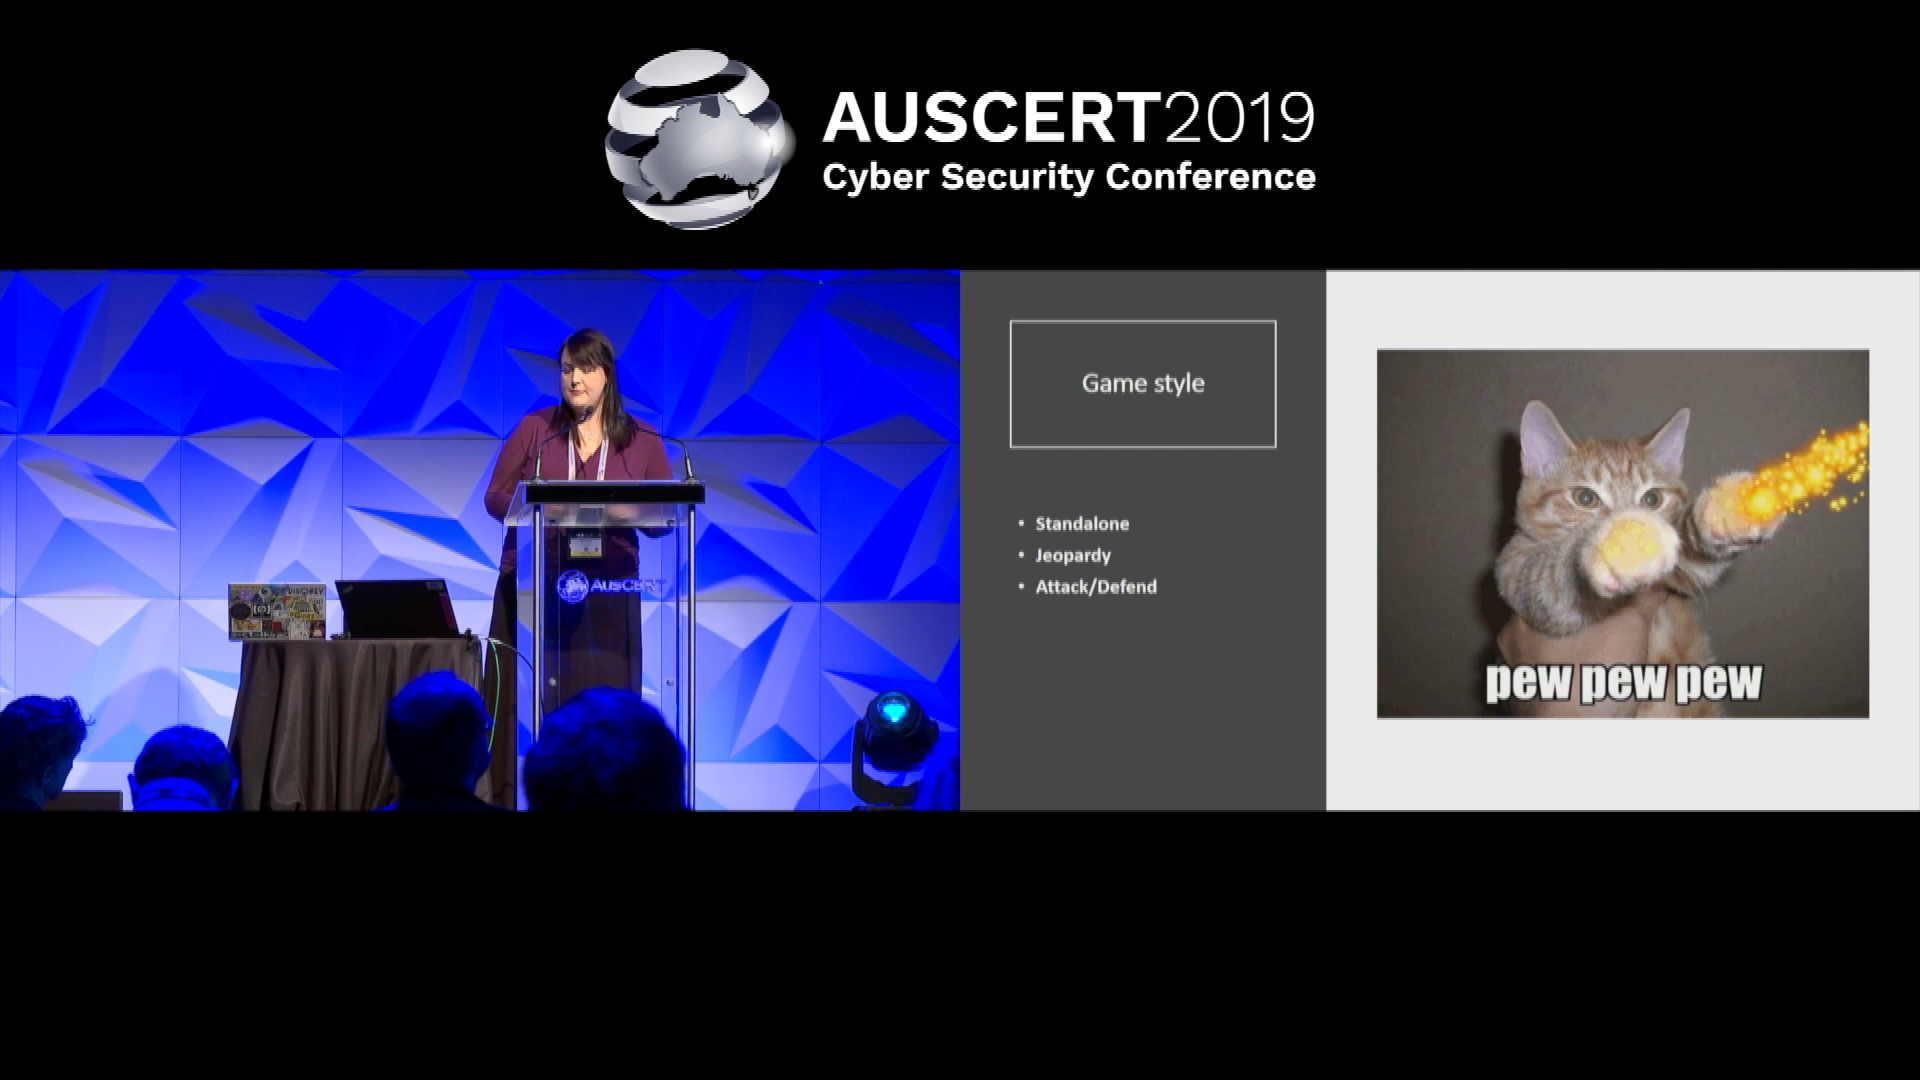 AUSCERT2019
Cyber Security Conference
Game style
• Standalone
• Jeopardy
• Attack/Defend
pew pew pew
AUSCERT